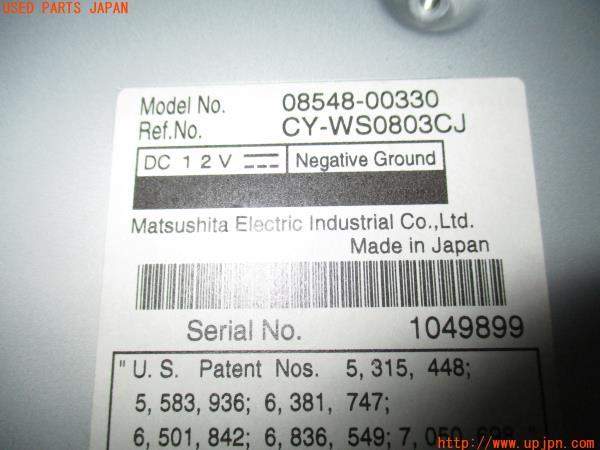 USED PARTS JAPAN
Model No. 08548-00330
Ref.No. CY-WS0803CJ
DC 12V Negative Ground
Matsushita Electric Industrial Co.,Ltd.
Made in Japan
Serial No. 1049899
"U.S. Patent Nos. 5,315,448;
5,583,936; 6,381,747;
6,501,842; 6,836,549; 7,050,698 "
http://www.upjpn.com/